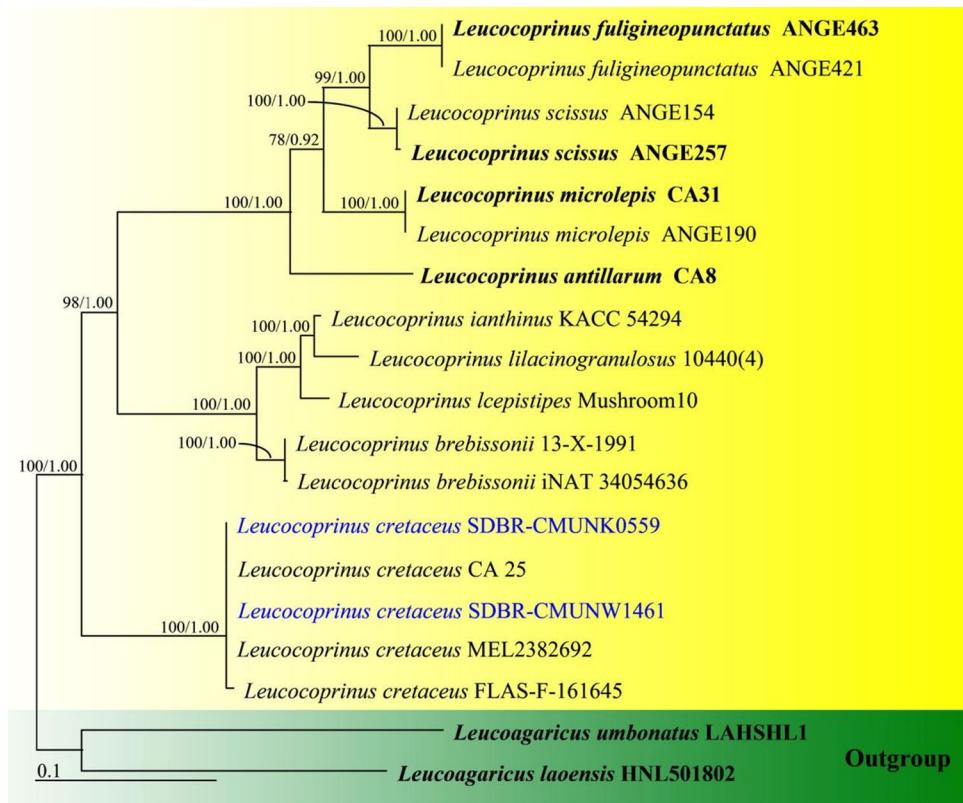 100/1.00 Leucocoprinus fuligineopunctatus ANGE463
Leucocoprinus fuligineopunctatus ANGE421
99/1.00
100/1.00
Leucocoprinus scissus ANGE154
78/0.92
Leucocoprinus scissus ANGE257
Leucocoprinus microlepis CA31
100/1.00 100/1.00
Leucocoprinus microlepis ANGE190
Leucocoprinus antillarum CA8
98/1.00
100/1.00 Leucocoprinus ianthinus KACC 54294
100/1.00 Leucocoprinus lilacinogranulosus 10440(4)
100/1.00 Leucocoprinus lcepistipes Mushroom10
100/1.00 Leucocoprinus brebissonii 13-X-1991
100/1.00
Leucocoprinus brebissonii iNAT 34054636
Leucocoprinus cretaceus SDBR-CMUNK0559
Leucocoprinus cretaceus CA 25
Leucocoprinus cretaceus SDBR-CMUNW1461
100/1.00
Leucocoprinus cretaceus MEL2382692
Leucocoprinus cretaceus FLAS-F-161645
Leucoagaricus umbonatus LAHSHL1
Outgroup
0.1 Leucoagaricus laoensis HNL501802